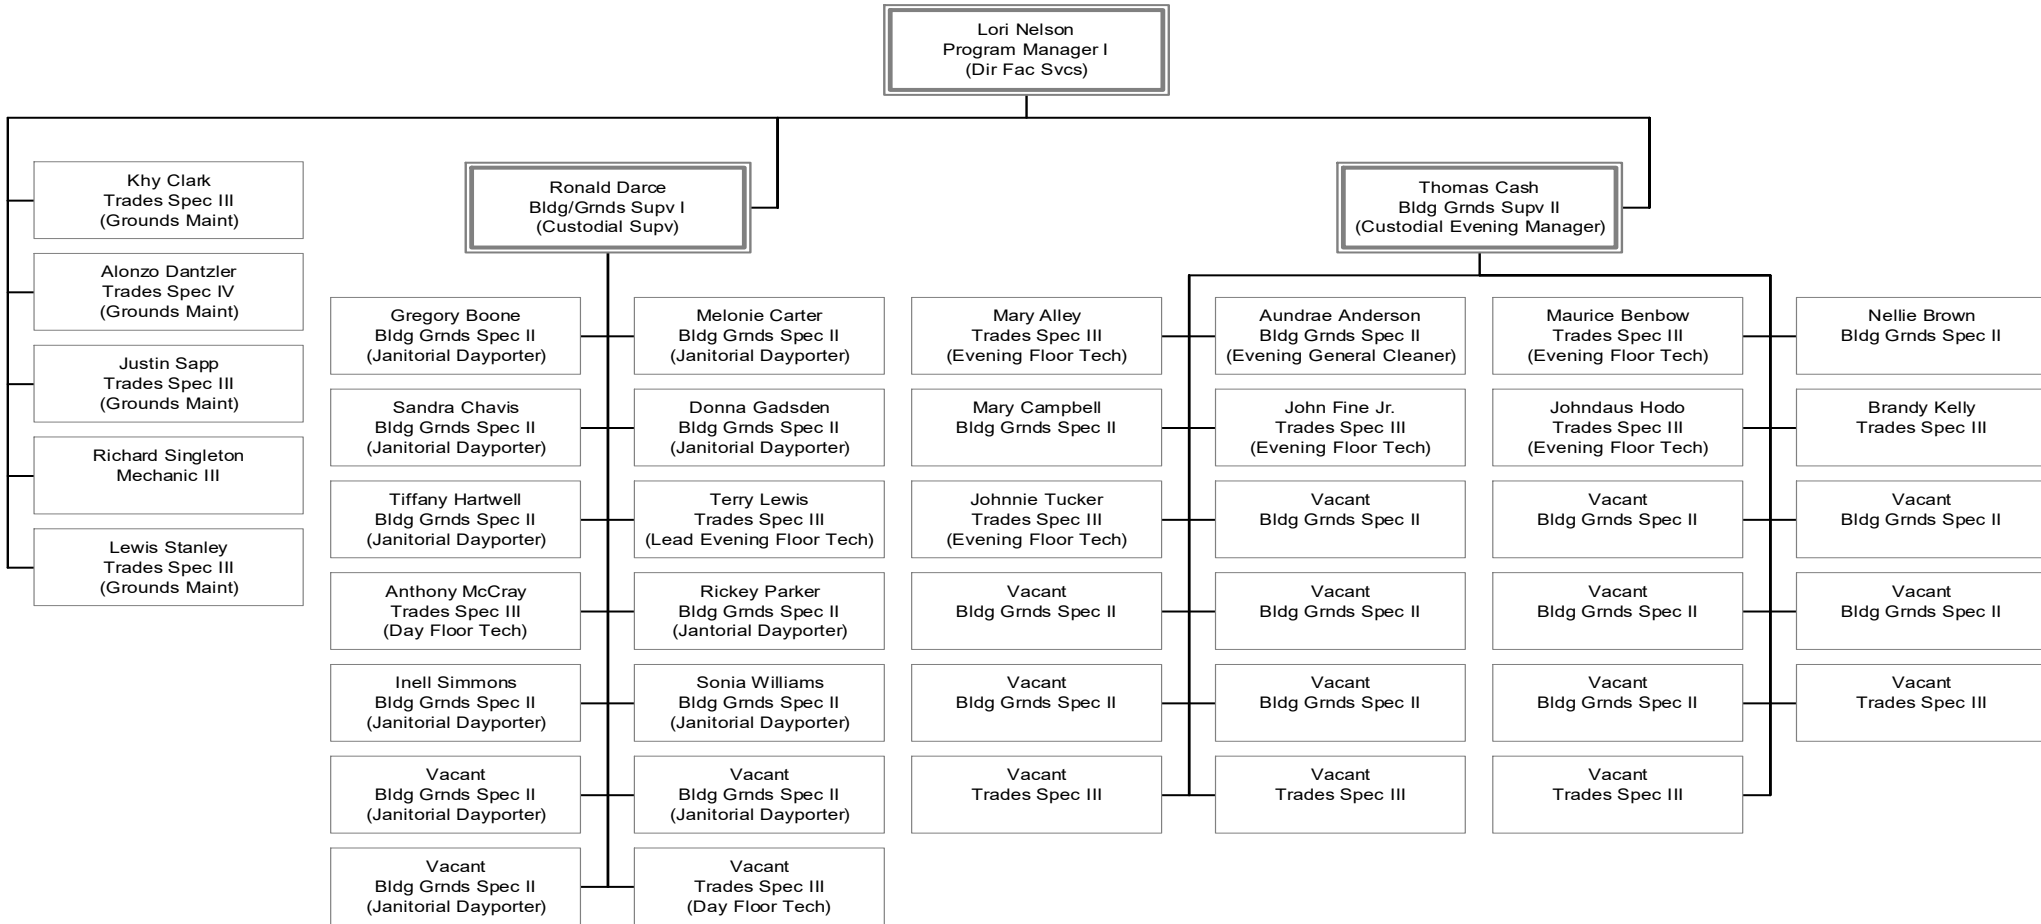 Lori Nelson
Program Manager I
(Dir Fac Svcs)
Khy Clark
Trades Spec III
(Grounds Maint)
Alonzo Dantzler
Trades Spec IV
(Grounds Maint)
Justin Sapp
Trades Spec III
(Grounds Maint)
Richard Singleton
Mechanic III
Lewis Stanley
Trades Spec III
(Grounds Maint)
Ronald Darce
Bldg/Grnds Supv I
(Custodial Supv)
Gregory Boone
Bldg Grnds Spec II
(Janitorial Dayporter)
Melonie Carter
Bldg Grnds Spec II
(Janitorial Dayporter)
Sandra Chavis
Bldg Grnds Spec II
(Janitorial Dayporter)
Donna Gadsden
Bldg Grnds Spec II
(Janitorial Dayporter)
Tiffany Hartwell
Bldg Grnds Spec II
(Janitorial Dayporter)
Terry Lewis
Trades Spec III
(Lead Evening Floor Tech)
Anthony McCray
Trades Spec III
(Day Floor Tech)
Rickey Parker
Bldg Grnds Spec II
(Jantorial Dayporter)
Inell Simmons
Bldg Grnds Spec II
(Janitorial Dayporter)
Sonia Williams
Bldg Grnds Spec II
(Janitorial Dayporter)
Vacant
Bldg Grnds Spec II
(Janitorial Dayporter)
Vacant
Bldg Grnds Spec II
(Janitorial Dayporter)
Vacant
Bldg Grnds Spec II
(Janitorial Dayporter)
Vacant
Trades Spec III
(Day Floor Tech)
Thomas Cash
Bldg Grnds Supv II
(Custodial Evening Manager)
Mary Alley
Trades Spec III
(Evening Floor Tech)
Aundrae Anderson
Bldg Grnds Spec II
(Evening General Cleaner)
Maurice Benbow
Trades Spec III
(Evening Floor Tech)
Nellie Brown
Bldg Grnds Spec II
Mary Campbell
Bldg Grnds Spec II
John Fine Jr.
Trades Spec III
(Evening Floor Tech)
Johndaus Hodo
Trades Spec III
(Evening Floor Tech)
Brandy Kelly
Trades Spec III
Johnnie Tucker
Trades Spec III
(Evening Floor Tech)
Vacant
Bldg Grnds Spec II
Vacant
Bldg Grnds Spec II
Vacant
Bldg Grnds Spec II
Vacant
Bldg Grnds Spec II
Vacant
Bldg Grnds Spec II
Vacant
Bldg Grnds Spec II
Vacant
Bldg Grnds Spec II
Vacant
Bldg Grnds Spec II
Vacant
Bldg Grnds Spec II
Vacant
Bldg Grnds Spec II
Vacant
Trades Spec III
Vacant
Trades Spec III
Vacant
Trades Spec III
Vacant
Trades Spec III